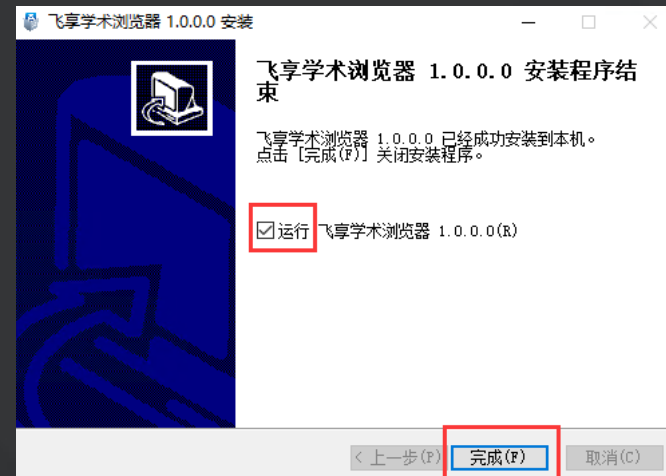 飞享学术浏览器 1.0.0.0 安装
飞享学术浏览器 1.0.0.0 安装程序结
束
飞享学术浏览器 1.0.0.0 已经成功安装到本机。
点击 [完成(F)] 关闭安装程序。
运行 飞享学术浏览器 1.0.0.0(R)
< 上一步(P) 完成(F) 取消(C)